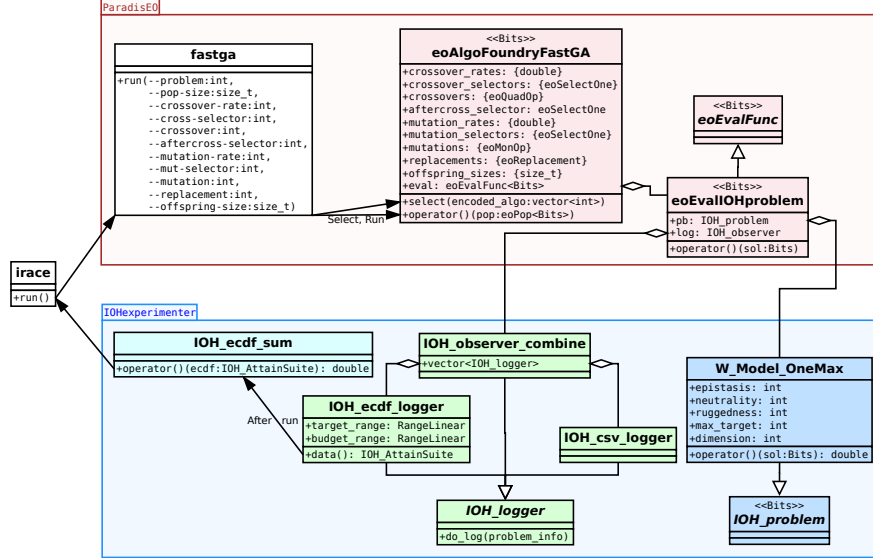 ParadisEO
fastga
+run(--problem:int,
--pop-size:size_t,
--crossover-rate:int,
--cross-selector:int,
--crossover:int,
--aftercross-selector:int,
--mutation-rate:int,
--mut-selector:int,
--mutation:int,
--replacement:int,
--offspring-size:size_t)
<<Bits>>
eoAlgoFoundryFastGA
+crossover_rates: {double}
+crossover_selectors: {eoSelectOne}
+crossovers: {eoQuadOp}
+aftercross_selector: eoSelectOne
+mutation_rates: {double}
+mutation_selectors: {eoSelectOne}
+mutations: {eoMonOp}
+replacements: {eoReplacement}
+offspring_sizes: {size_t}
+eval: eoEvalFunc<Bits>
+select(encoded_algo:vector<int>)
+operator()(pop:eoPop<Bits>)
Select, Run
<<Bits>>
eoEvalFunc
<<Bits>>
eoEvalIOHproblem
+pb: IOH_problem
+log: IOH_observer
+operator()(sol:Bits)
irace
+run()
IOHexperimenter
IOH_ecdf_sum
+operator()(ecdf:IOH_AttainSuite): double
IOH_observer_combine
+vector<IOH_logger>
After run
IOH_ecdf_logger
+target_range: RangeLinear
+budget_range: RangeLinear
+data(): IOH_AttainSuite
IOH_csv_logger
IOH_logger
+do_log(problem_info)
W_Model_OneMax
+epistasis: int
+neutrality: int
+ruggedness: int
+max_target: int
+dimension: int
+operator()(sol:Bits): double
<<Bits>>
IOH_problem